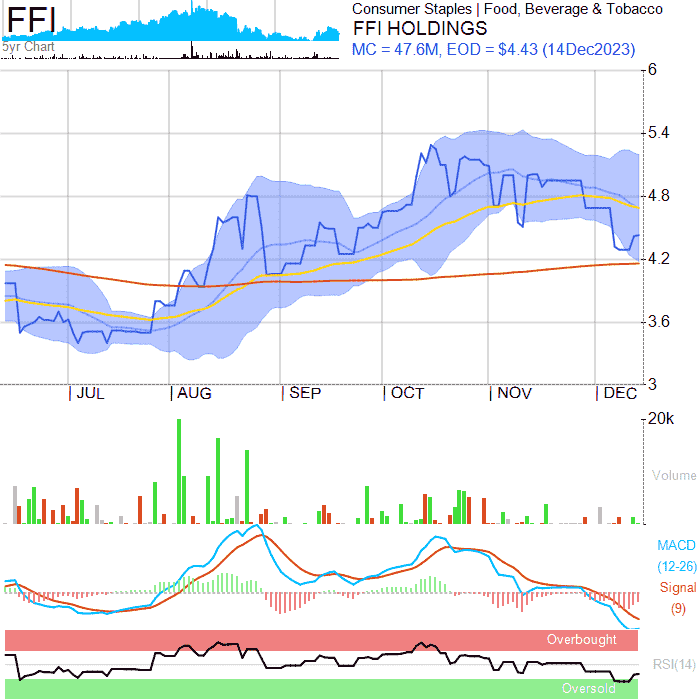 FFI
5yr Chart
Consumer Staples | Food, Beverage & Tobacco
FFI HOLDINGS
MC = 47.6M, EOD = $4.43 (14Dec2023)
6
5.4
4.8
4.2
3.6
3
JUL AUG SEP OCT NOV DEC
20k
Volume
MACD
(12-26)
Signal
(9)
Overbought
RSI(14)
Oversold